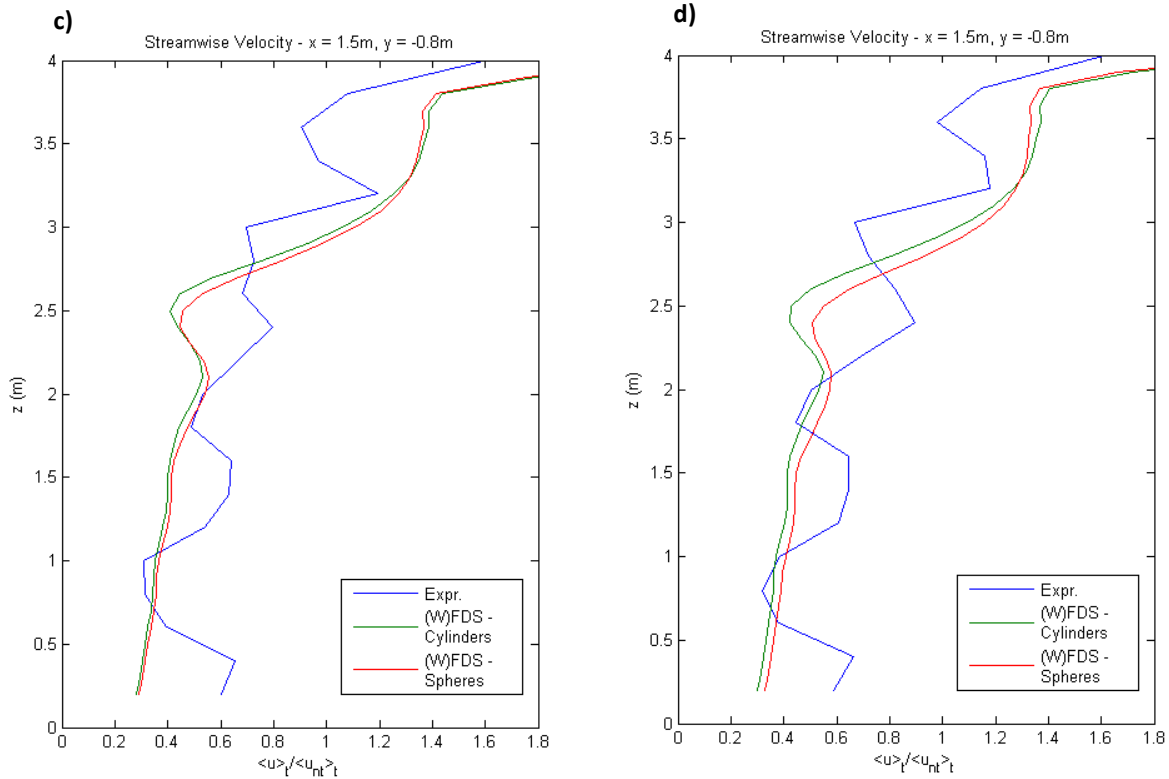 c)
Streamwise Velocity - x = 1.5m, y = -0.8m
4
3.5
3
2.5
2
1.5
1
0.5
0
z (m)
0 0.2 0.4 0.6 0.8 1 1.2 1.4 1.6 1.8
<u>t/<unt>t
Expr.
(W)FDS -
Cylinders
(W)FDS -
Spheres
d)
Streamwise Velocity - x = 1.5m, y = -0.8m
4
3.5
3
2.5
2
1.5
1
0.5
0
z (m)
0 0.2 0.4 0.6 0.8 1 1.2 1.4 1.6 1.8
<u>t/<unt>t
Expr.
(W)FDS -
Cylinders
(W)FDS -
Spheres